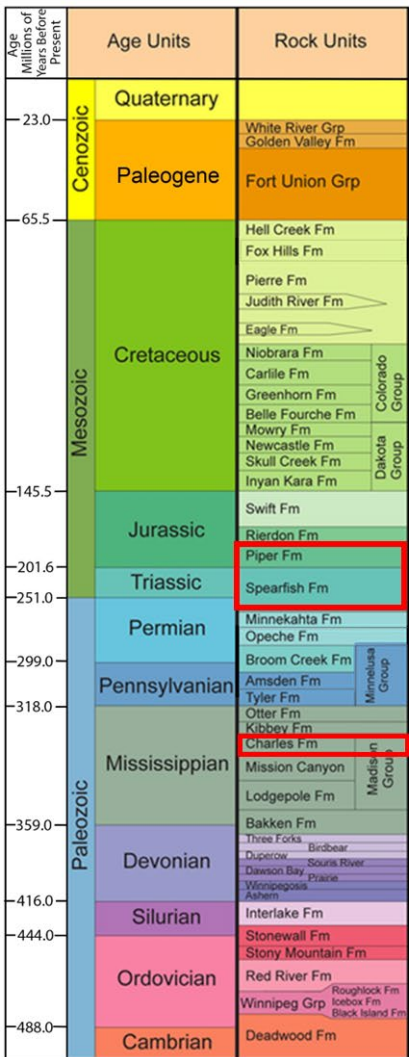 Age
Millions of
Years Before
Present
Age Units
Rock Units
Cenozoic
Quaternary
23.0
Paleogene
White River Grp
Golden Valley Fm
Fort Union Grp
65.5
Mesozoic
Cretaceous
Hell Creek Fm
Fox Hills Fm
Pierre Fm
Judith River Fm
Eagle Fm
Niobrara Fm
Carlile Fm
Greenhorn Fm
Belle Fourche Fm
Colorado
Group
Mowry Fm
Newcastle Fm
Skull Creek Fm
Inyan Kara Fm
Dakota
Group
145.5
Jurassic
Swift Fm
Rierdon Fm
Piper Fm
201.6
Triassic
Spearfish Fm
251.0
Paleozoic
Permian
Minnekahta Fm
Opeche Fm
Broom Creek Fm
299.0
Pennsylvanian
Amsden Fm
Tyler Fm
Minnelusa
Group
318.0
Mississippian
Otter Fm
Kibbey Fm
Charles Fm
Mission Canyon
Lodgepole Fm
Madison
Group
Bakken Fm
359.0
Devonian
Three Forks
Birdbear
Duperow
Souris River
Dawson Bay
Prairie
Winnipegosis
Ashern
416.0
Silurian
Interlake Fm
444.0
Ordovician
Stonewall Fm
Stony Mountain Fm
Red River Fm
Winnipeg Grp
Roughlock Fm
Icebox Fm
Black Island Fm
488.0
Cambrian
Deadwood Fm